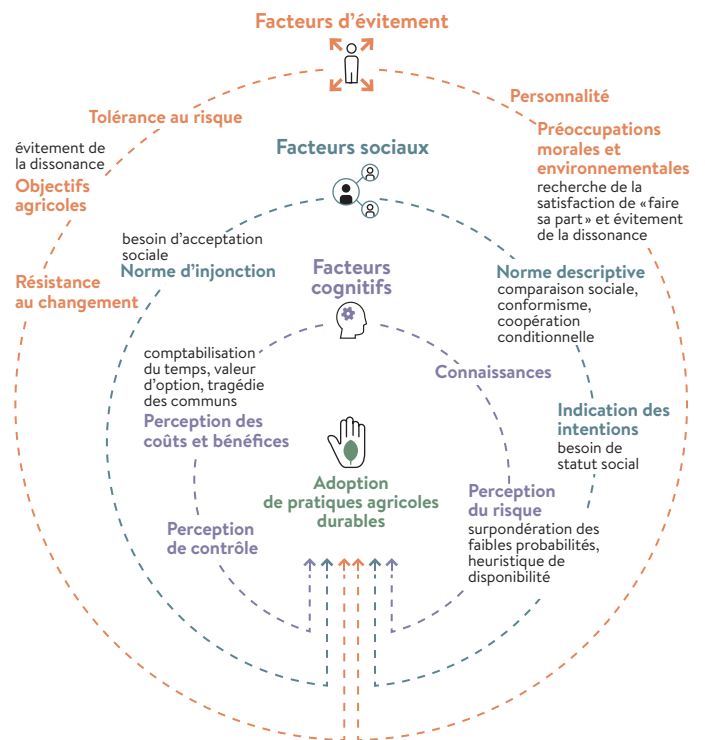 Facteurs d’évitement
Tolérance au risque
Personnalité
évitement de
la dissonance
Objectifs
agricoles
Préoccupations
morales et
environnementales
recherche de la
satisfaction de « faire
sa part » et évitement
de la dissonance
Résistance
au changement
Facteurs sociaux
besoin d’acceptation
sociale
Norme d’injonction
Norme descriptive
comparaison sociale,
conformisme,
coopération
conditionnelle
Indication des
intentions
besoin de
statut social
Facteurs
cognitifs
comptabilisation
du temps, valeur
d’option, tragédie
des communs
Perception des
coûts et bénéfices
Connaissances
Perception
de contrôle
Perception
du risque
surpondération des
faibles probabilités,
heuristique de
disponibilité
Adoption
de pratiques agricoles
durables